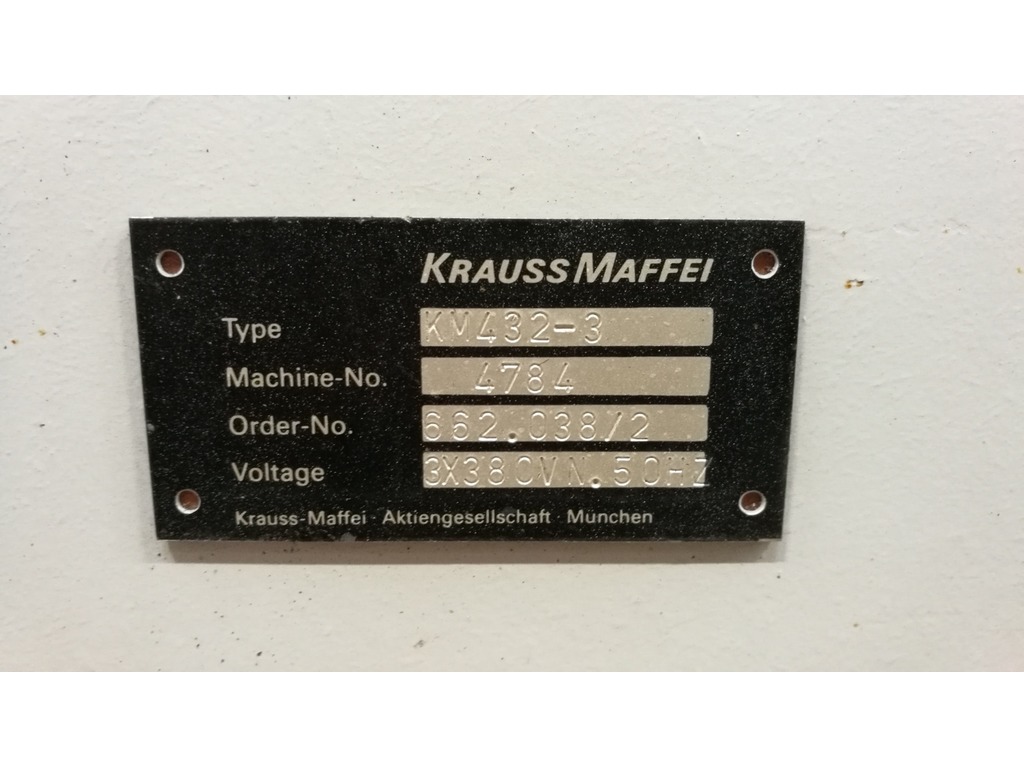 KRAUSS MAFFEI
Type KM432-3
Machine-No. 4784
Order-No. 662.038/2
Voltage 3X380VN.50HZ
Krauss-Maffei · Aktiengesellschaft · München